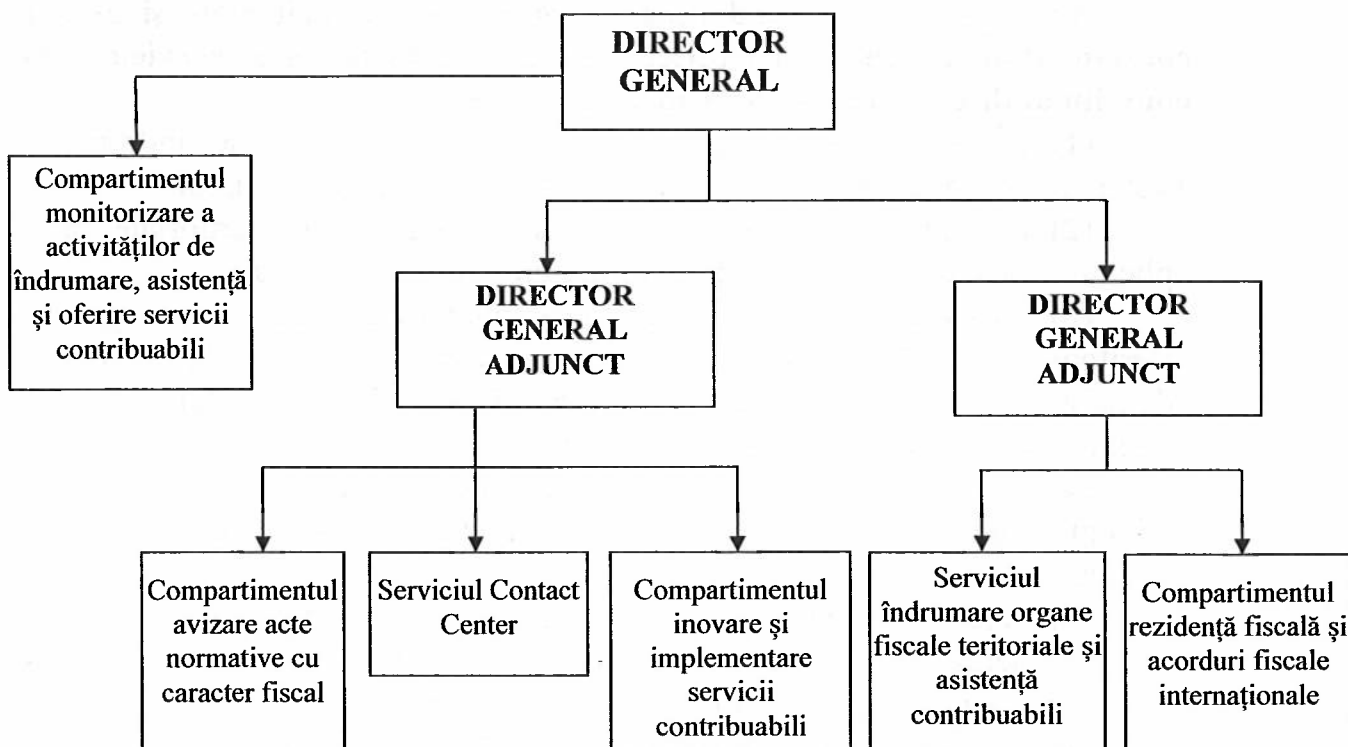 DIRECTOR
GENERAL
Compartimentul
monitorizare a
activităților de
îndrumare, asistență
și oferire servicii
contribuabili
DIRECTOR
GENERAL
ADJUNCT
DIRECTOR
GENERAL
ADJUNCT
Compartimentul
avizare acte
normative cu
caracter fiscal
Serviciul Contact
Center
Compartimentul
inovare și
implementare
servicii
contribuabili
Serviciul
îndrumare organe
fiscale teritoriale și
asistență
contribuabili
Compartimentul
rezidență fiscală și
acorduri fiscale
internaționale